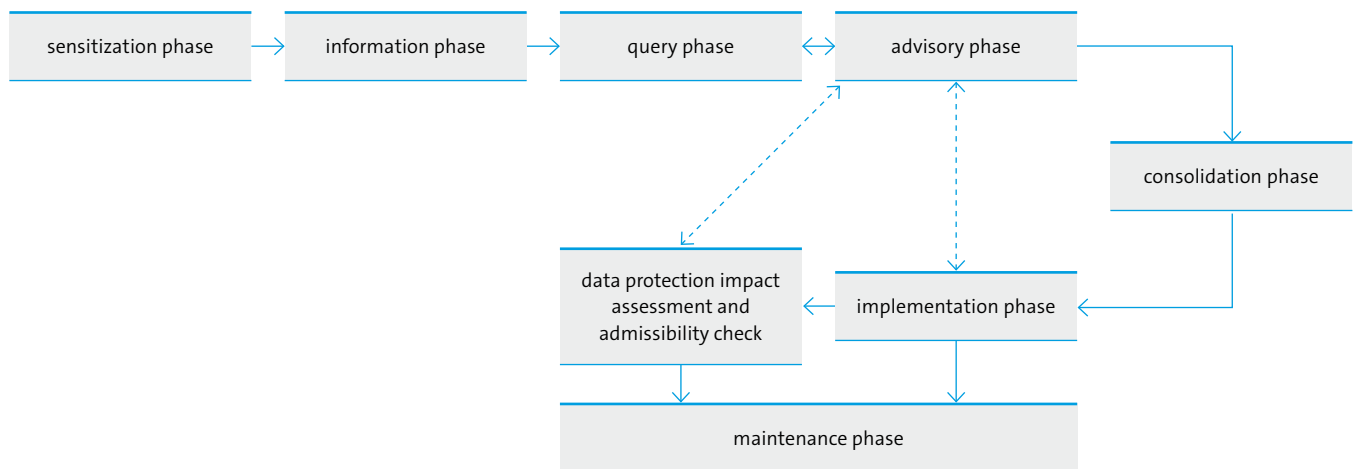 sensitization phase
information phase
query phase
advisory phase
consolidation phase
data protection impact
assessment and
admissibility check
implementation phase
maintenance phase